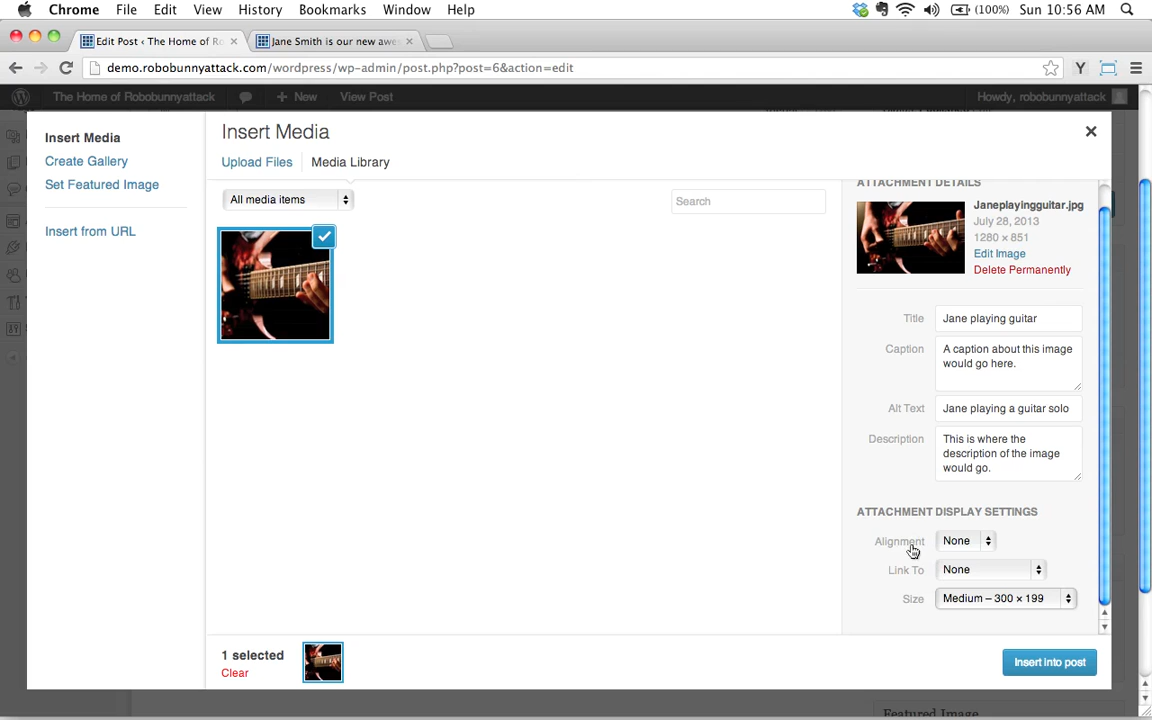 Chrome File Edit View History Bookmarks Window Help (100%) Sun 10:56 AM
Edit Post ‹ The Home of Ro × Jane Smith is our new awes ×
demo.robobunnyattack.com/wordpress/wp-admin/post.php?post=6&action=edit
The Home of Robobunnyattack + New View Post Howdy, robobunnyattack
Insert Media
Create Gallery
Set Featured Image
Insert from URL
Insert Media
Upload Files Media Library
All media items
Search
ATTACHMENT DETAILS
Janeplayingguitar.jpg
July 28, 2013
1280 × 851
Edit Image
Delete Permanently
Title Jane playing guitar
Caption A caption about this image
would go here.
Alt Text Jane playing a guitar solo
Description This is where the
description of the image
would go.
ATTACHMENT DISPLAY SETTINGS
Alignment None
Link To None
Size Medium – 300 × 199
1 selected
Clear
Insert into post
Featured Image